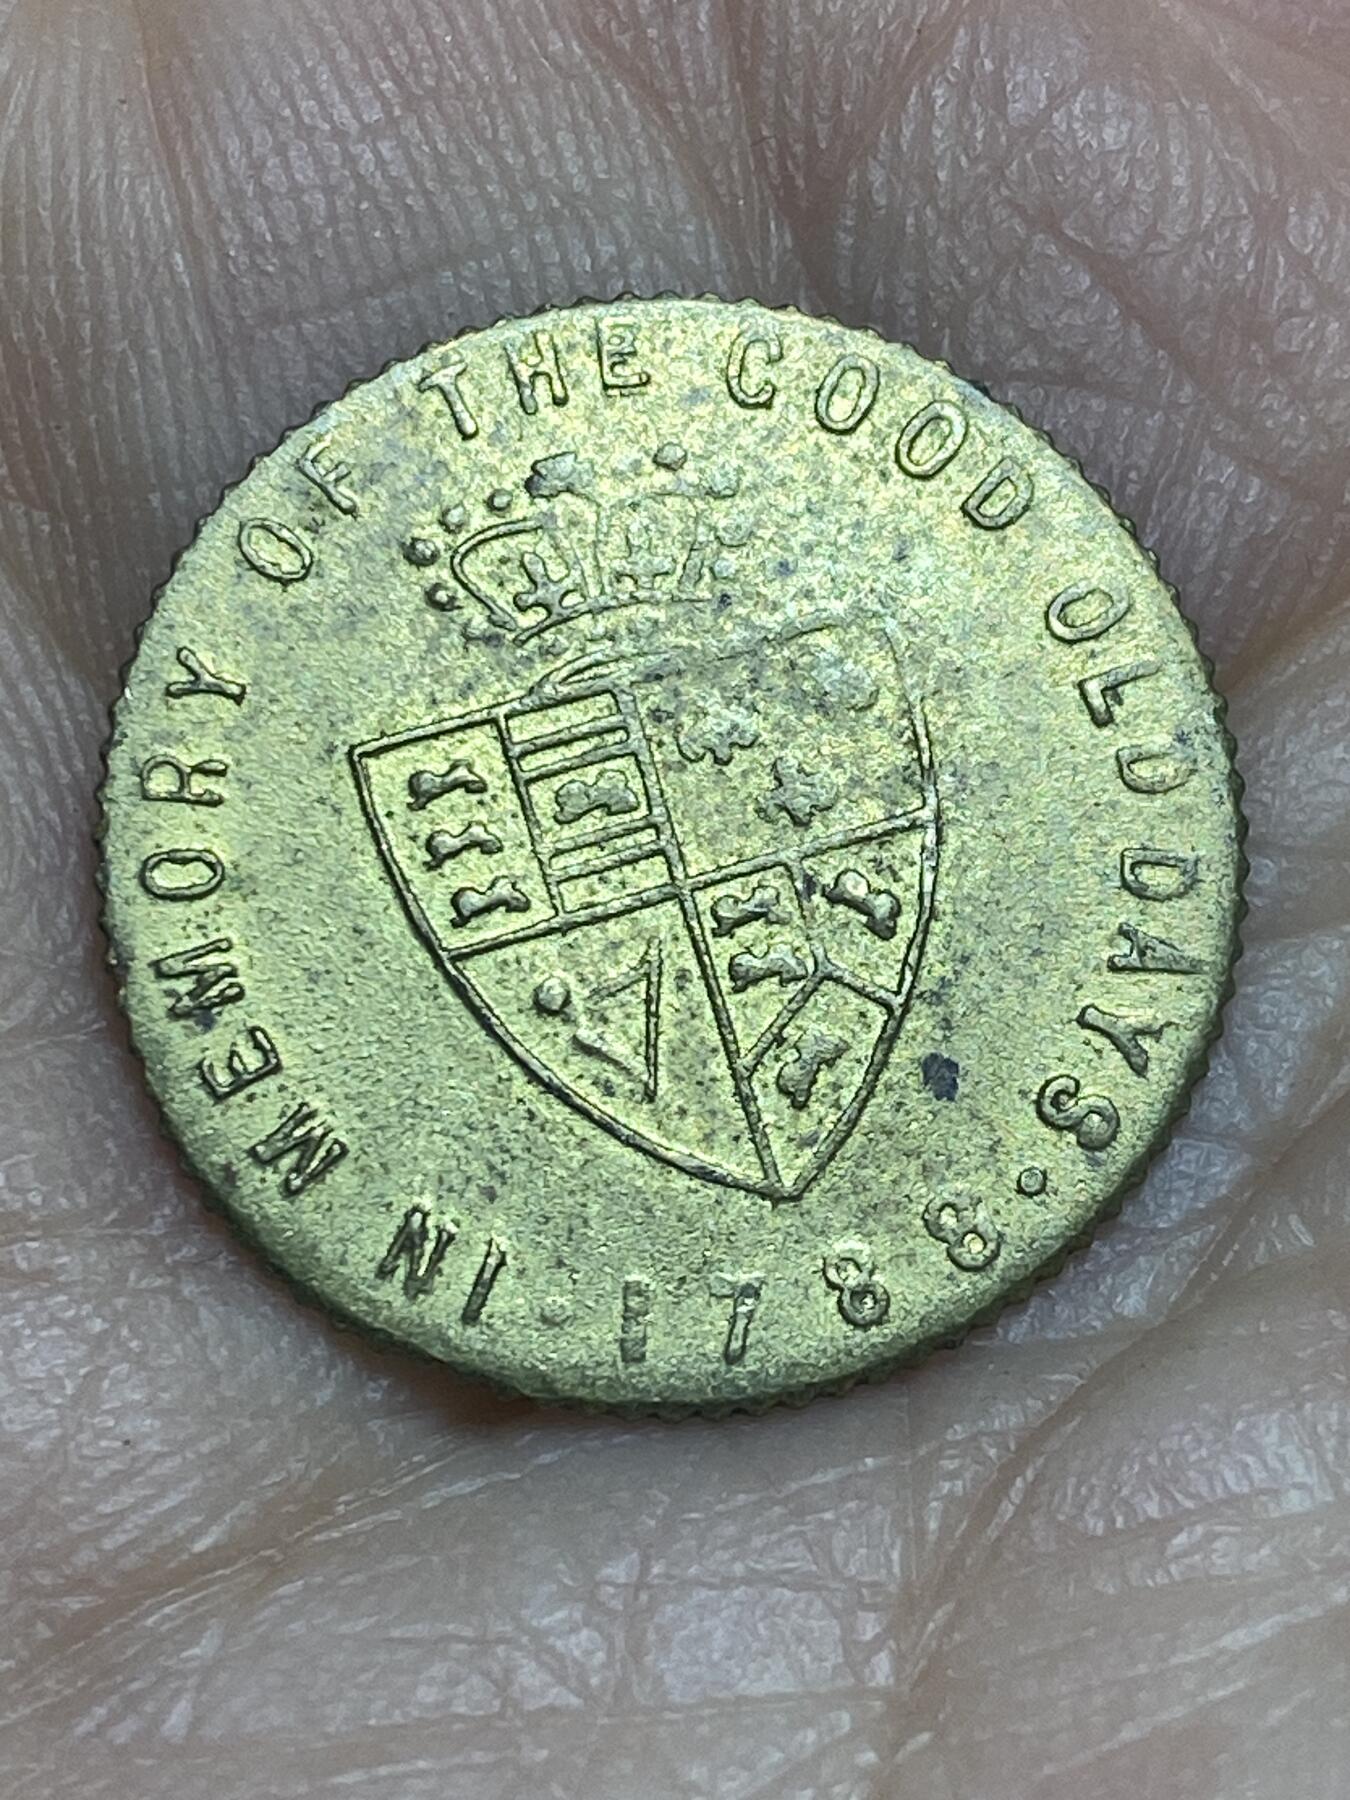 IN MEMORY OF THE GOOD OLD DAYS.
1788